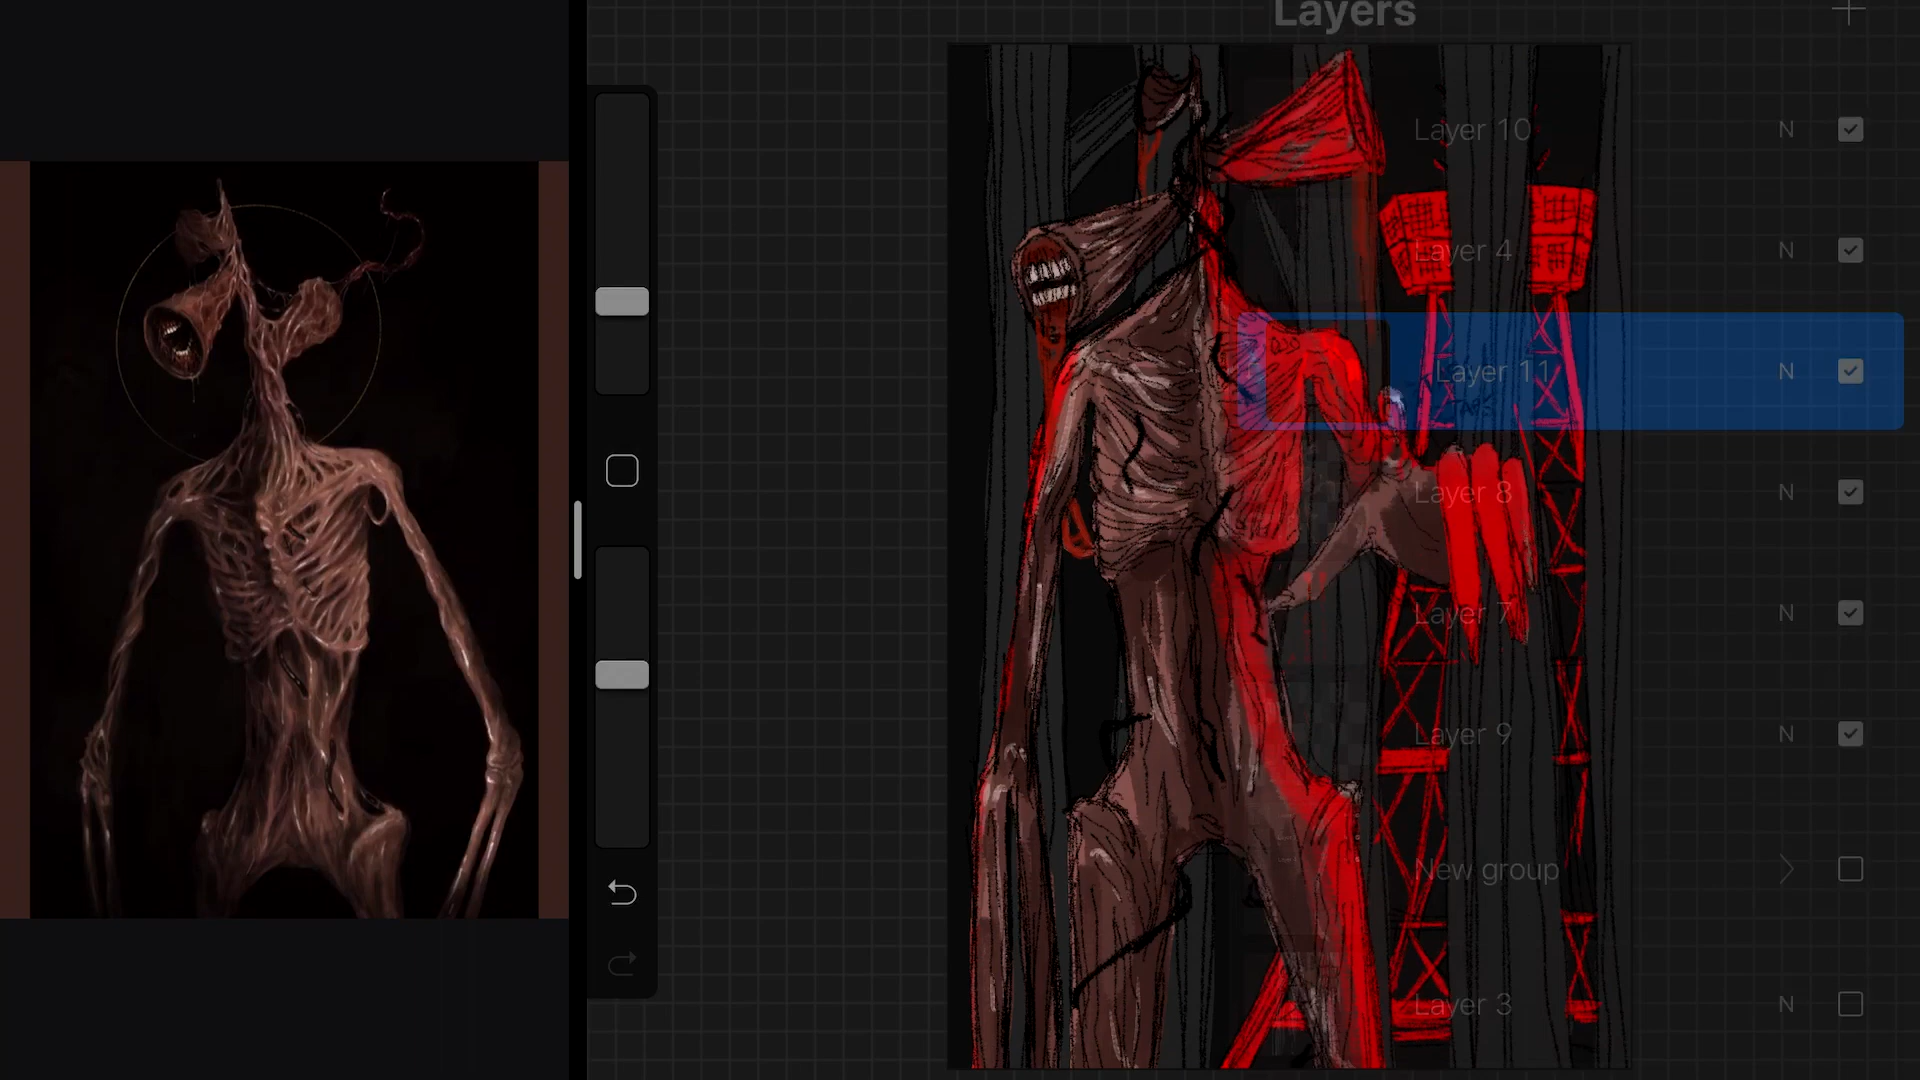 Layers
Layer 10 N
Layer 4 N
Layer 11 N
Layer 8 N
Layer 7 N
Layer 9 N
New group
Layer 3 N